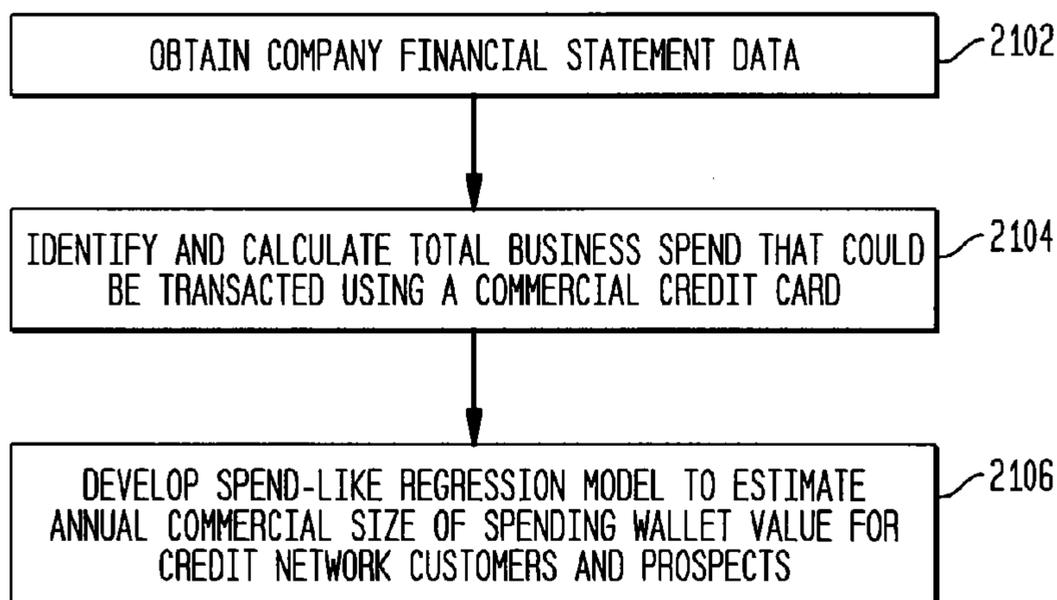 OBTAIN COMPANY FINANCIAL STATEMENT DATA
2102
IDENTIFY AND CALCULATE TOTAL BUSINESS SPEND THAT COULD
BE TRANSACTED USING A COMMERCIAL CREDIT CARD
2104
DEVELOP SPEND-LIKE REGRESSION MODEL TO ESTIMATE
ANNUAL COMMERCIAL SIZE OF SPENDING WALLET VALUE FOR
CREDIT NETWORK CUSTOMERS AND PROSPECTS
2106